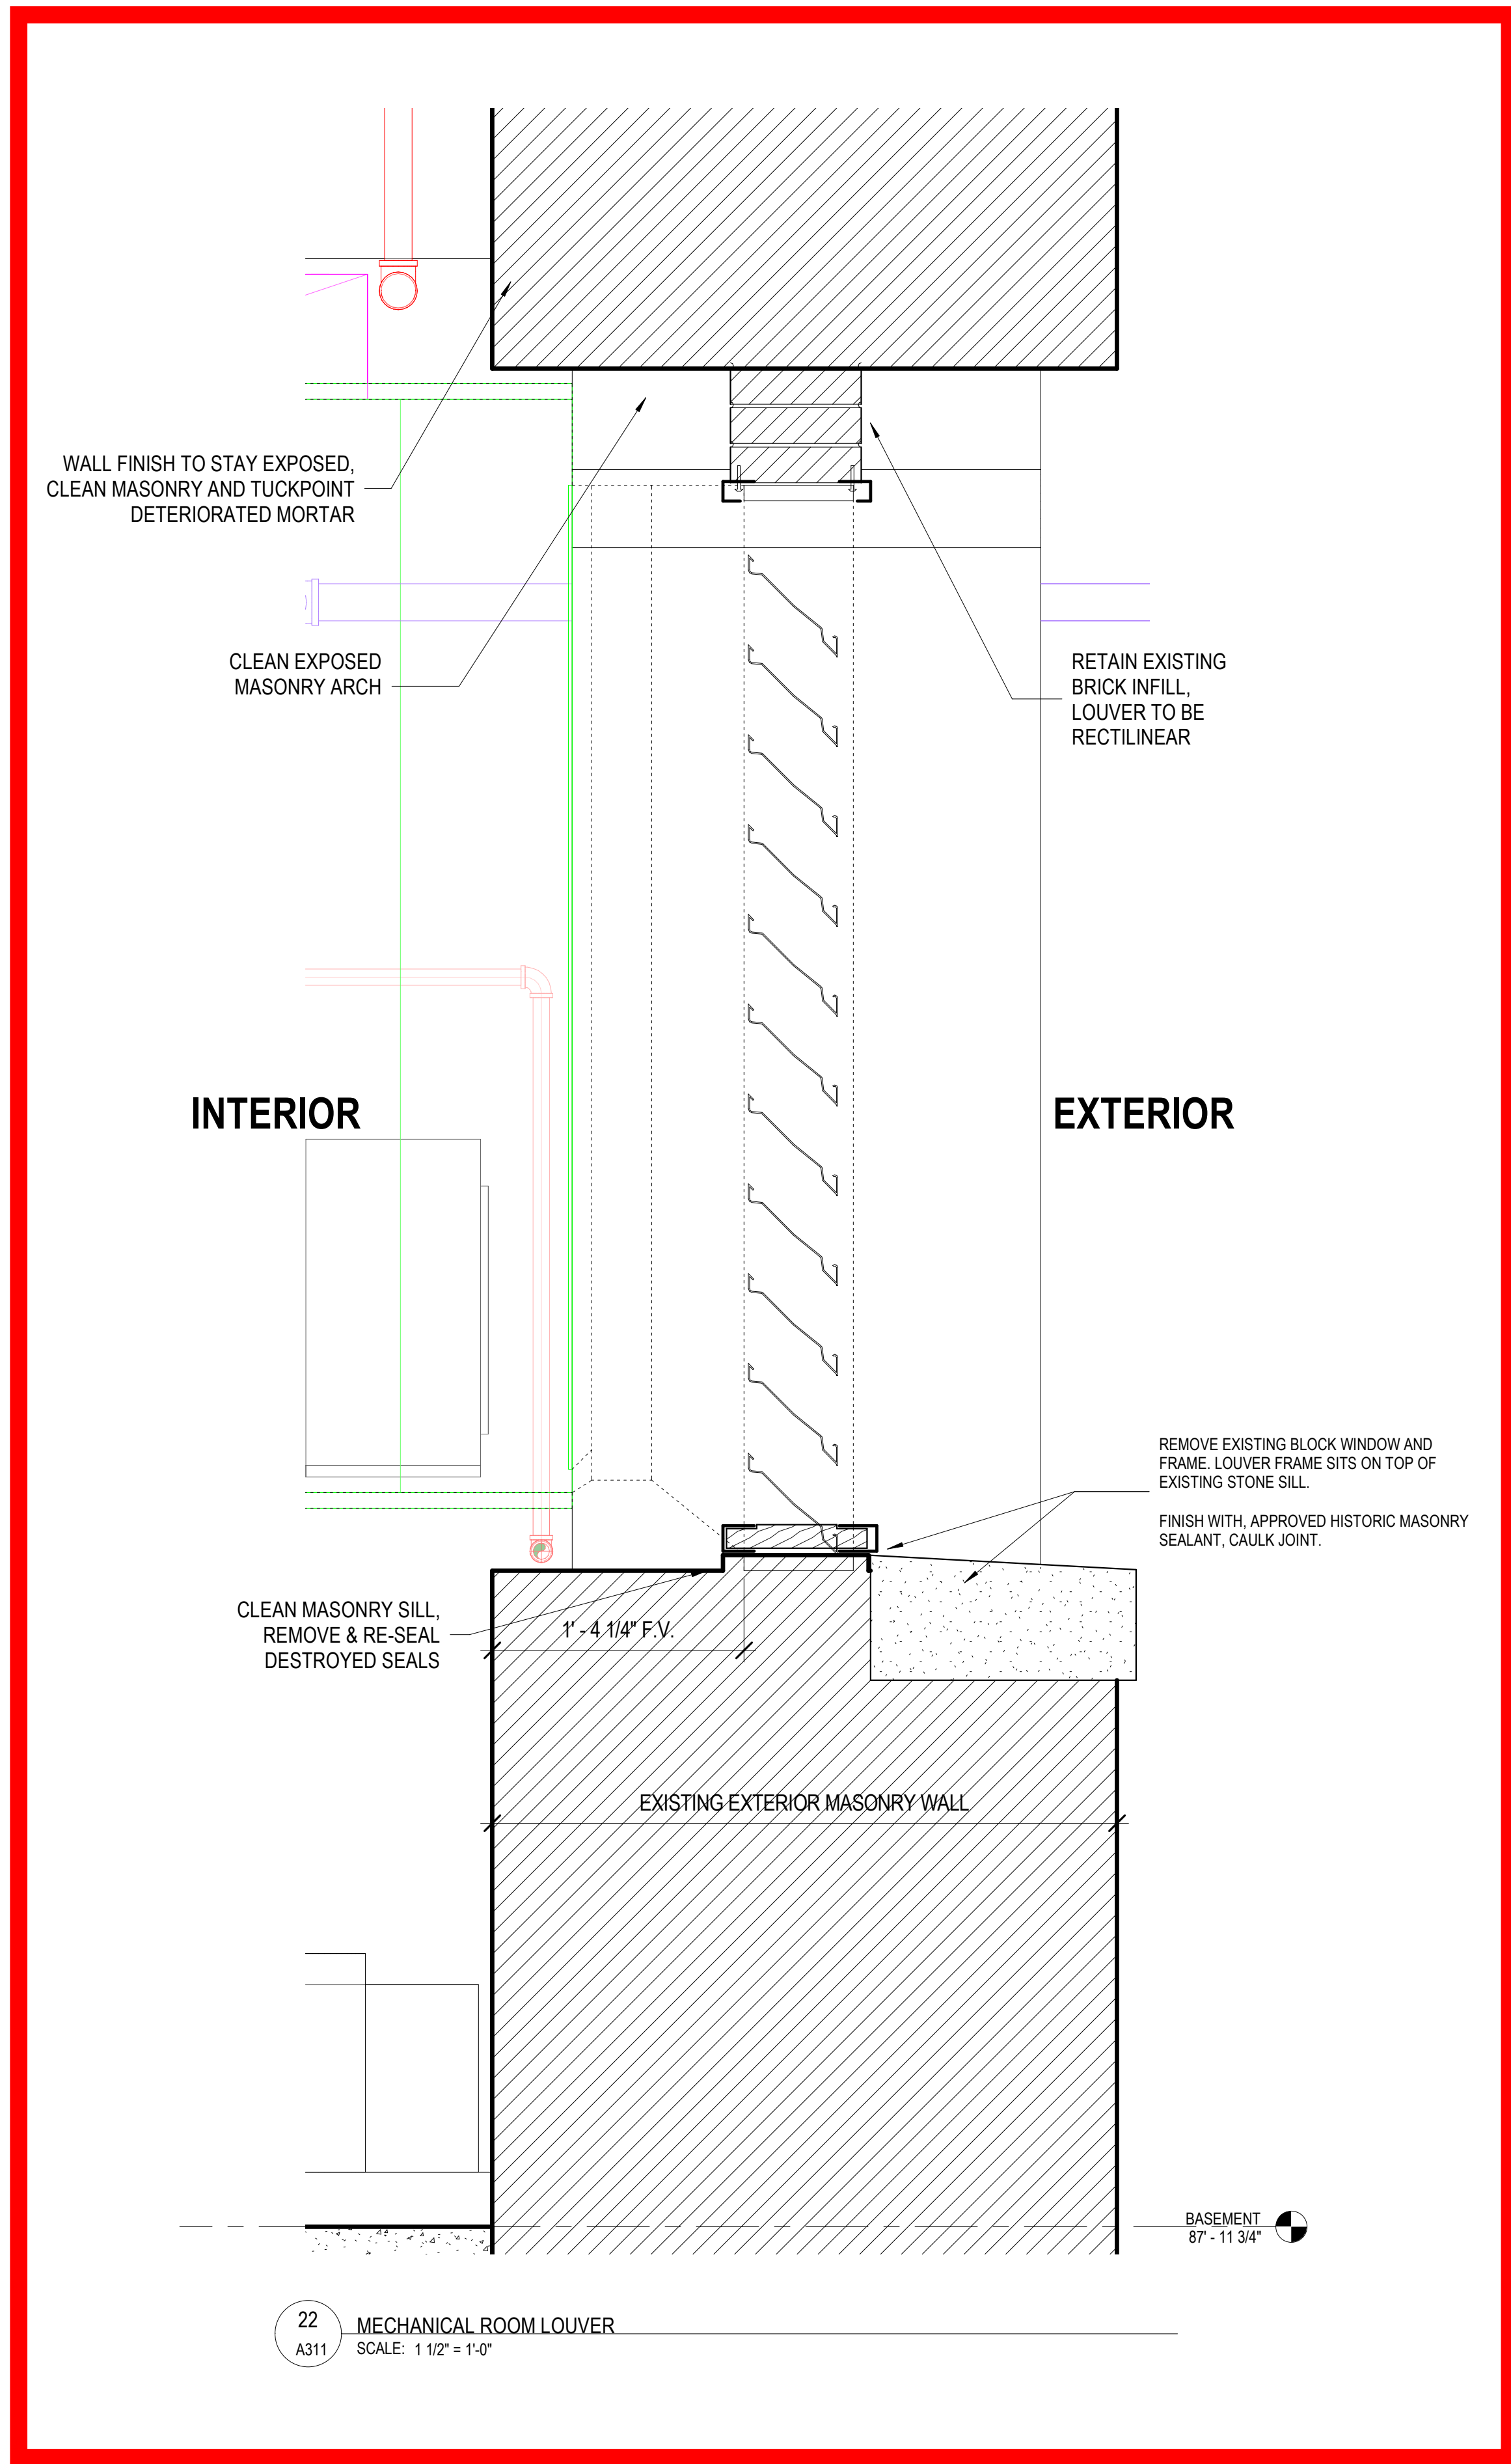 WALL FINISH TO STAY EXPOSED,
CLEAN MASONRY AND TUCKPOINT
DETERIORATED MORTAR
CLEAN EXPOSED
MASONRY ARCH
RETAIN EXISTING
BRICK INFILL,
LOUVER TO BE
RECTILINEAR
INTERIOR
EXTERIOR
REMOVE EXISTING BLOCK WINDOW AND
FRAME. LOUVER FRAME SITS ON TOP OF
EXISTING STONE SILL.
FINISH WITH, APPROVED HISTORIC MASONRY
SEALANT, CAULK JOINT.
CLEAN MASONRY SILL,
REMOVE & RE-SEAL
DESTROYED SEALS
1' - 4 1/4" F.V.
EXISTING EXTERIOR MASONRY WALL
BASEMENT
87' - 11 3/4"
22
A311
MECHANICAL ROOM LOUVER
SCALE: 1 1/2" = 1'-0"